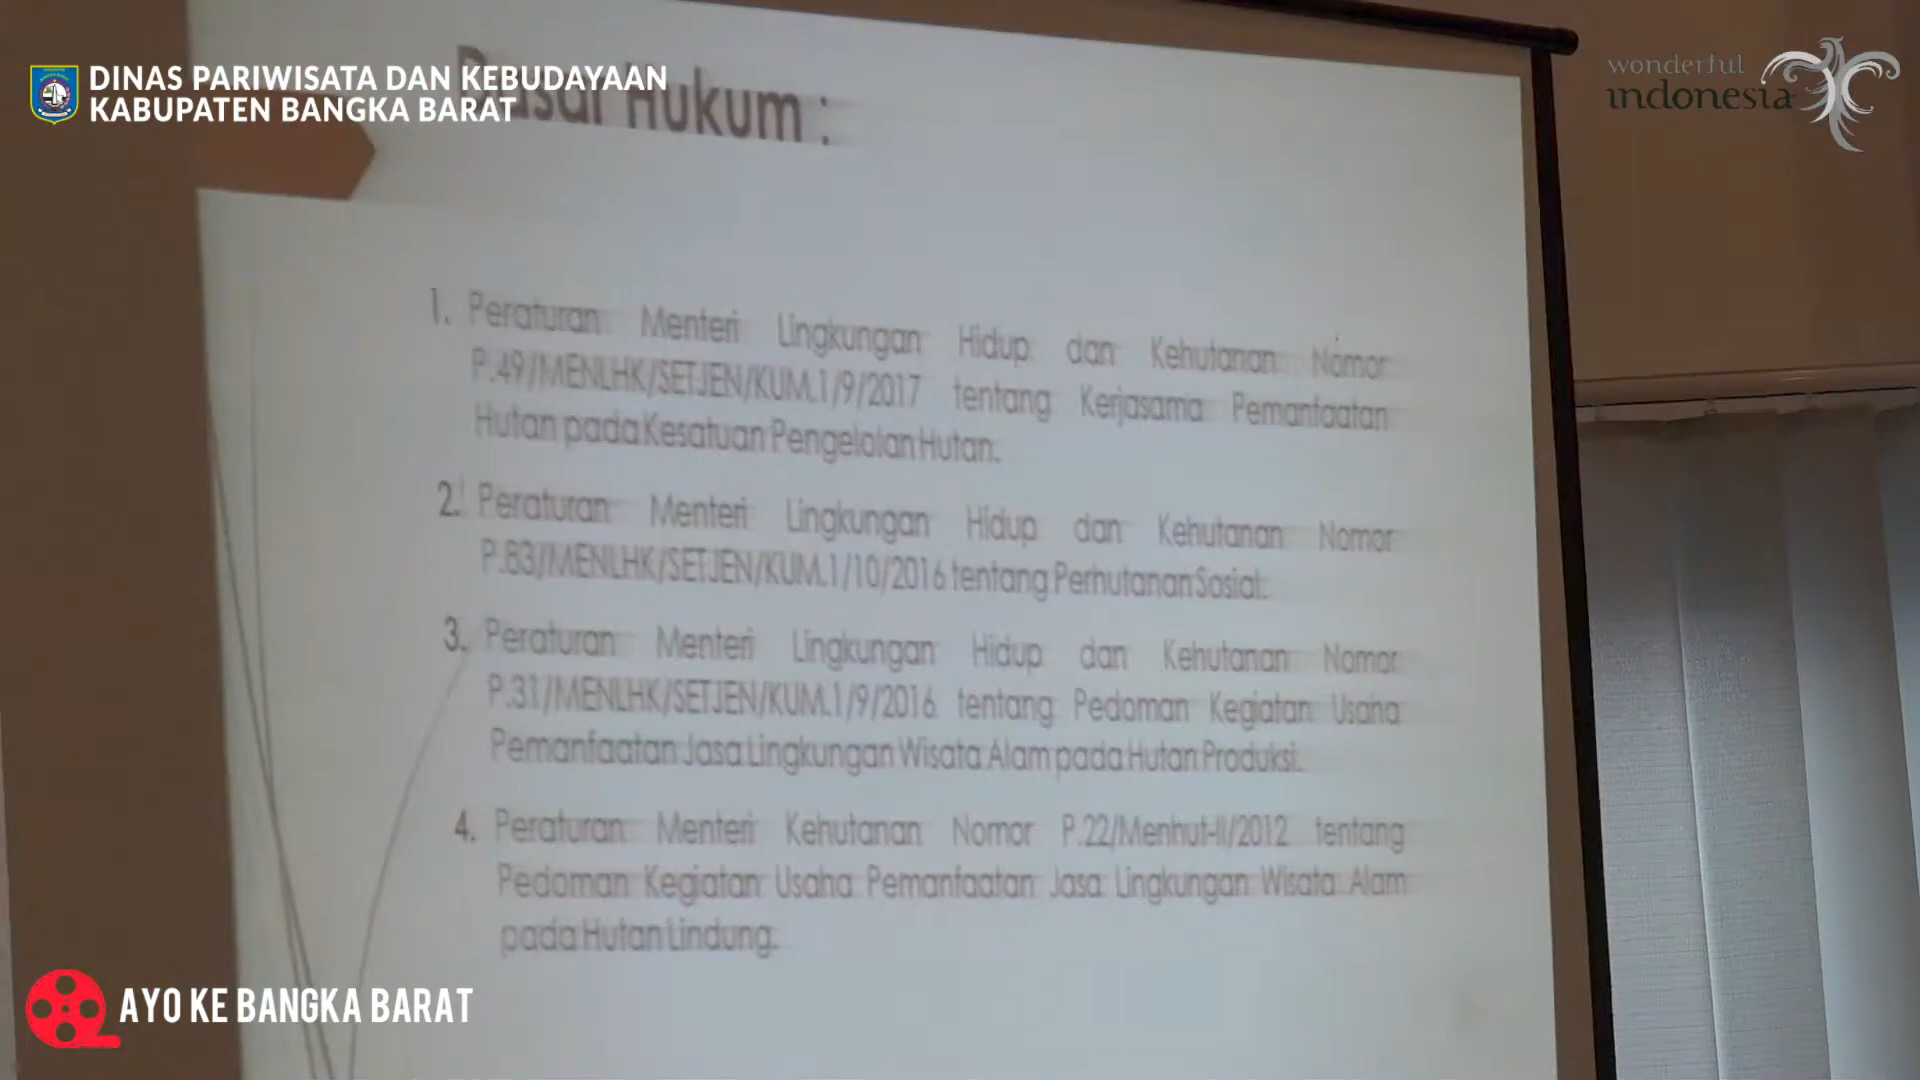 DINAS PARIWISATA DAN KEBUDAYAAN
KABUPATEN BANGKA BARAT
wonderful
indonesia
Dasar Hukum :
1. Peraturan Menteri Lingkungan Hidup dan Kehutanan Nomor
P.49/MENLHK/SETJEN/KUM.1/9/2017 tentang Kerjasama Pemanfaatan
Hutan pada Kesatuan Pengelolan Hutan.
2. Peraturan Menteri Lingkungan Hidup dan Kehutanan Nomor
P.83/MENLHK/SETJEN/KUM.1/10/2016 tentang Perhutanan Sosial.
3. Peraturan Menteri Lingkungan Hidup dan Kehutanan Nomor
P.31/MENLHK/SETJEN/KUM.1/9/2016 tentang Pedoman Kegiatan Usaha
Pemanfaatan Jasa Lingkungan Wisata Alam pada Hutan Produksi.
4. Peraturan Menteri Kehutanan Nomor P.22/Menhut-II/2012 tentang
Pedoman Kegiatan Usaha Pemanfaatan Jasa Lingkungan Wisata Alam
pada Hutan Lindung.
AYO KE BANGKA BARAT